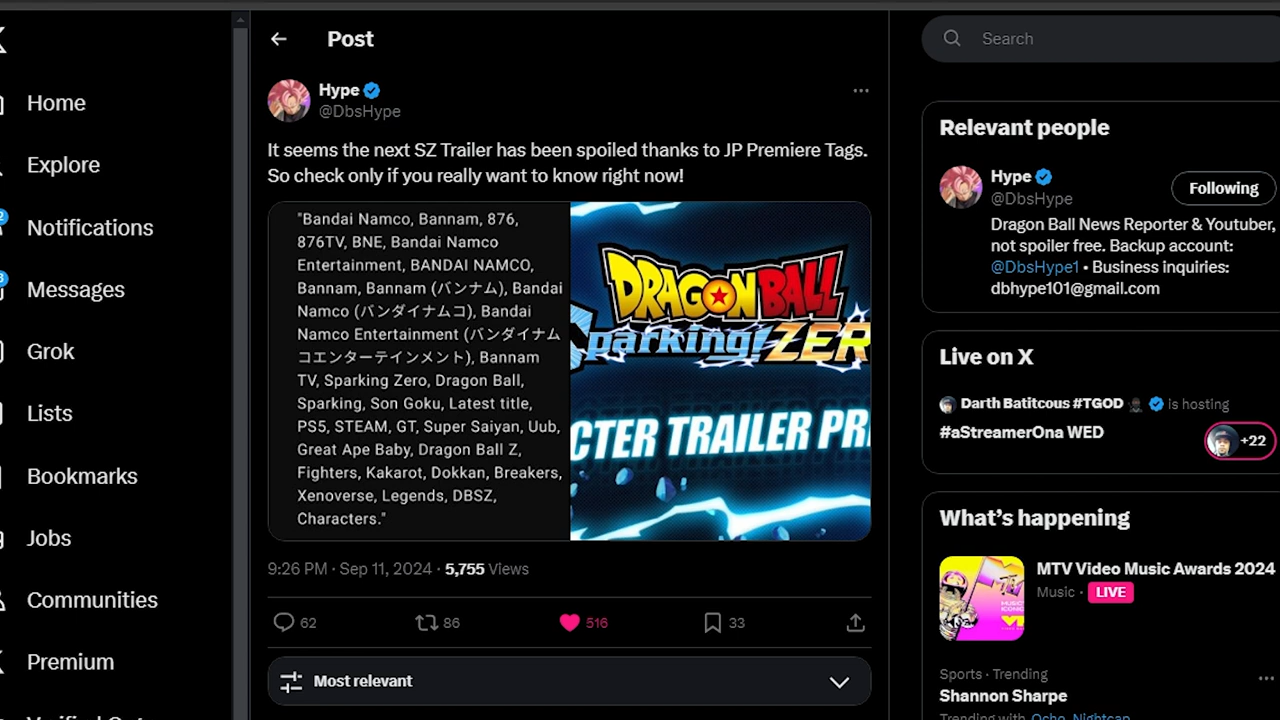 Home
Explore
Notifications
Messages
Grok
Lists
Bookmarks
Jobs
Communities
Premium
Post
Hype
@DbsHype
It seems the next SZ Trailer has been spoiled thanks to JP Premiere Tags.
So check only if you really want to know right now!
"Bandai Namco, Bannam, 876,
876TV, BNE, Bandai Namco
Entertainment, BANDAI NAMCO,
Bannam, Bannam (バンナム), Bandai
Namco (バンダイナムコ), Bandai
Namco Entertainment (バンダイナム
コエンターテインメント), Bannam
TV, Sparking Zero, Dragon Ball,
Sparking, Son Goku, Latest title,
PS5, STEAM, GT, Super Saiyan, Uub,
Great Ape Baby, Dragon Ball Z,
Fighters, Kakarot, Dokkan, Breakers,
Xenoverse, Legends, DBSZ,
Characters."
DRAGON BALL
Sparking! ZER
CTER TRAILER PR
9:26 PM · Sep 11, 2024 · 5,755 Views
62 86 516 33
Most relevant
Search
Relevant people
Hype
@DbsHype
Following
Dragon Ball News Reporter & Youtuber,
not spoiler free. Backup account:
@DbsHype1 • Business inquiries:
dbhype101@gmail.com
Live on X
Darth Batitcous #TGOD is hosting
#aStreamerOna WED
+22
What's happening
MTV Video Music Awards 2024
Music · LIVE
Sports · Trending
Shannon Sharpe
Trending with Ocho, Nightcap